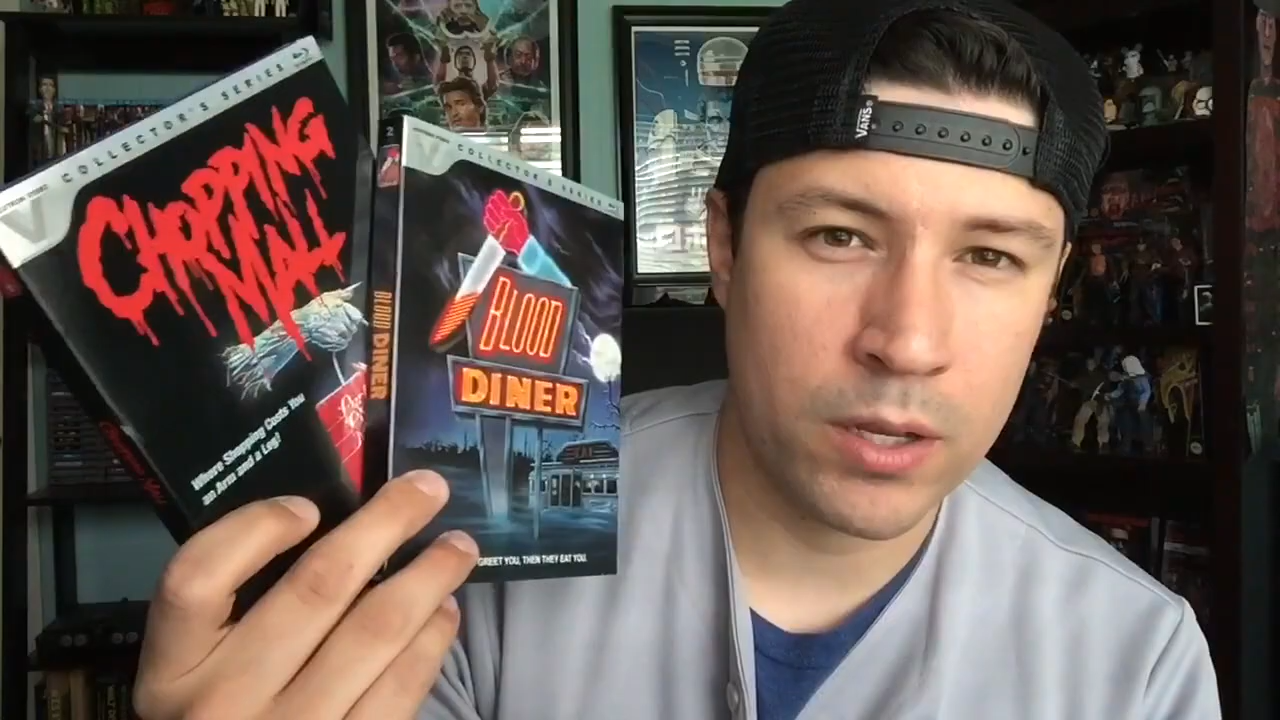 COLLECTOR'S SERIES
CHOPPING
MALL
Where Shopping Costs You
an Arm and a Leg!
2
BLOOD DINER
COLLECTOR'S SERIES
BLOOD
DINER
GREET YOU, THEN THEY EAT YOU.
VANS